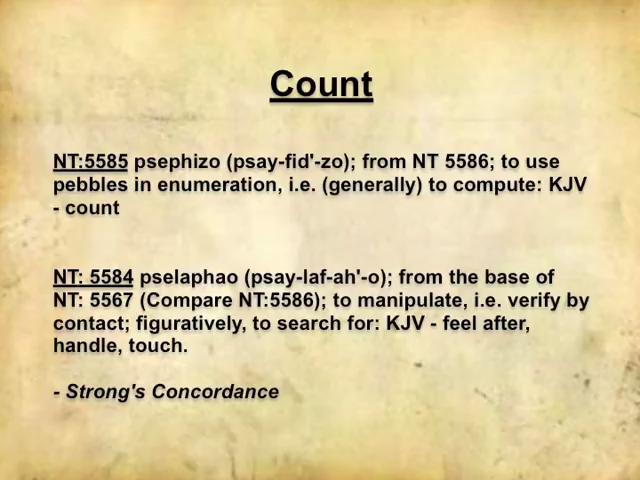 Count
NT:5585 psephizo (psay-fid'-zo); from NT 5586; to use
pebbles in enumeration, i.e. (generally) to compute: KJV
- count
NT: 5584 pselaphao (psay-laf-ah'-o); from the base of
NT: 5567 (Compare NT:5586); to manipulate, i.e. verify by
contact; figuratively, to search for: KJV - feel after,
handle, touch.
- Strong's Concordance